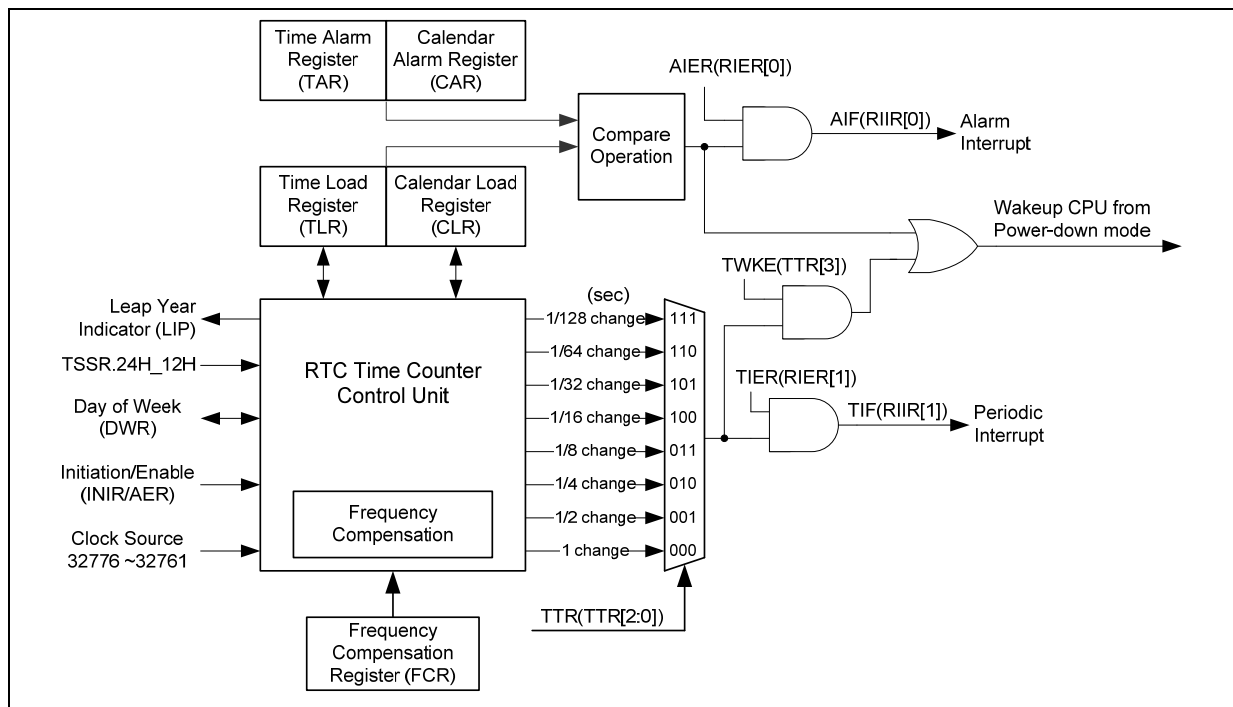 Time Alarm
Register
(TAR)
Calendar
Alarm Register
(CAR)
AIER(RIER[0])
Compare
Operation
AIF(RIIR[0])
Alarm
Interrupt
Time Load
Register
(TLR)
Calendar Load
Register
(CLR)
Wakeup CPU from
Power-down mode
TWKE(TTR[3])
(sec)
Leap Year
Indicator (LIP)
TSSR.24H_12H
Day of Week
(DWR)
Initiation/Enable
(INIR/AER)
Clock Source
32776 ~32761
RTC Time Counter
Control Unit
Frequency
Compensation
1/128 change 111
1/64 change 110
1/32 change 101
1/16 change 100
1/8 change 011
1/4 change 010
1/2 change 001
1 change 000
TIER(RIER[1])
TIF(RIIR[1])
Periodic
Interrupt
TTR(TTR[2:0])
Frequency
Compensation
Register (FCR)